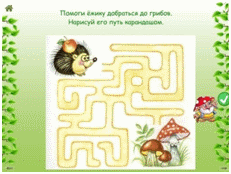 Помоги ёжику добраться до грибов.
Нарисуй его путь карандашом.